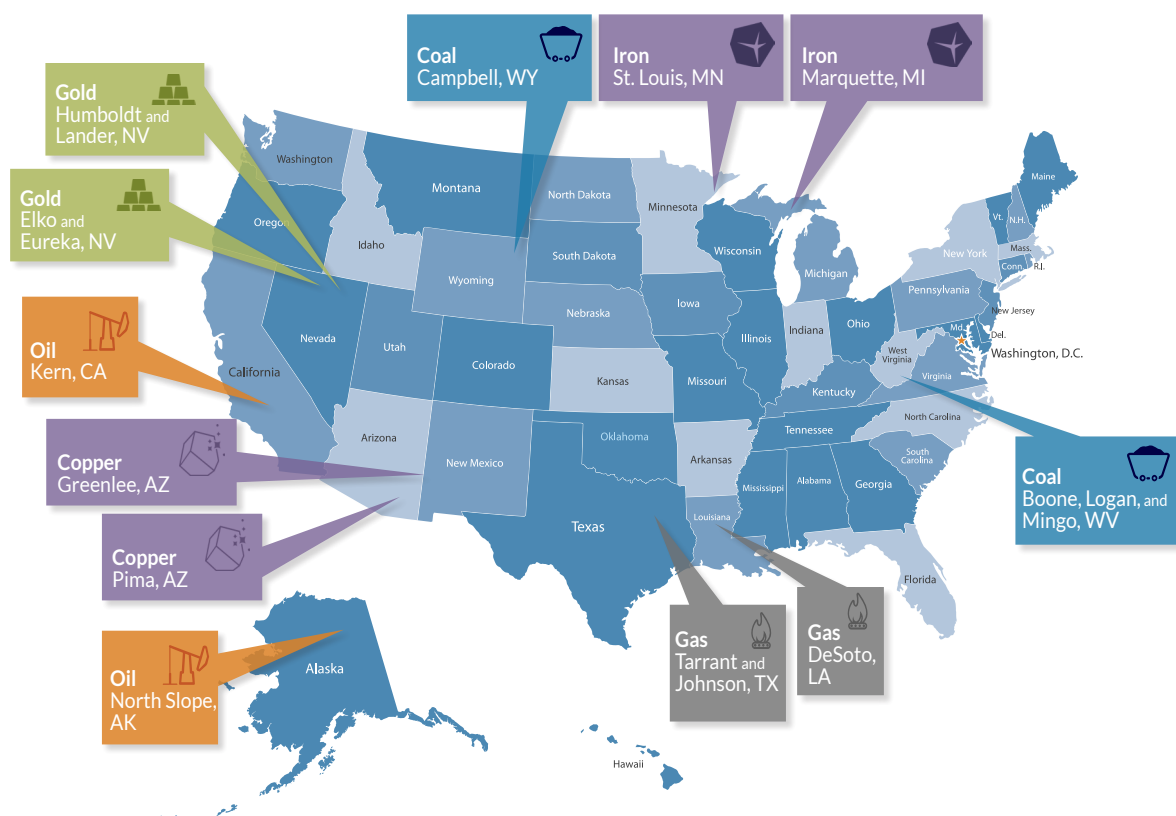 Coal
Campbell, WY
Iron
St. Louis, MN
Iron
Marquette, MI
Gold
Humboldt and
Lander, NV
Gold
Elko and
Eureka, NV
Oil
Kern, CA
Copper
Greenlee, AZ
Copper
Pima, AZ
Oil
North Slope,
AK
Gas
Tarrant and
Johnson, TX
Gas
DeSoto,
LA
Coal
Boone, Logan, and
Mingo, WV
Washington
Oregon
Idaho
Montana
North Dakota
South Dakota
Minnesota
Wisconsin
Michigan
Wyoming
Nebraska
Iowa
Nevada
Utah
Colorado
Kansas
Missouri
Illinois
Indiana
Ohio
California
Arizona
New Mexico
Oklahoma
Arkansas
Texas
Louisiana
Mississippi
Alabama
Georgia
Florida
Tennessee
Kentucky
West
Virginia
Virginia
North Carolina
South
Carolina
Pennsylvania
New York
Vt.
N.H.
Maine
Mass.
Conn.
R.I.
New Jersey
Md.
Del.
Washington, D.C.
Alaska
Hawaii